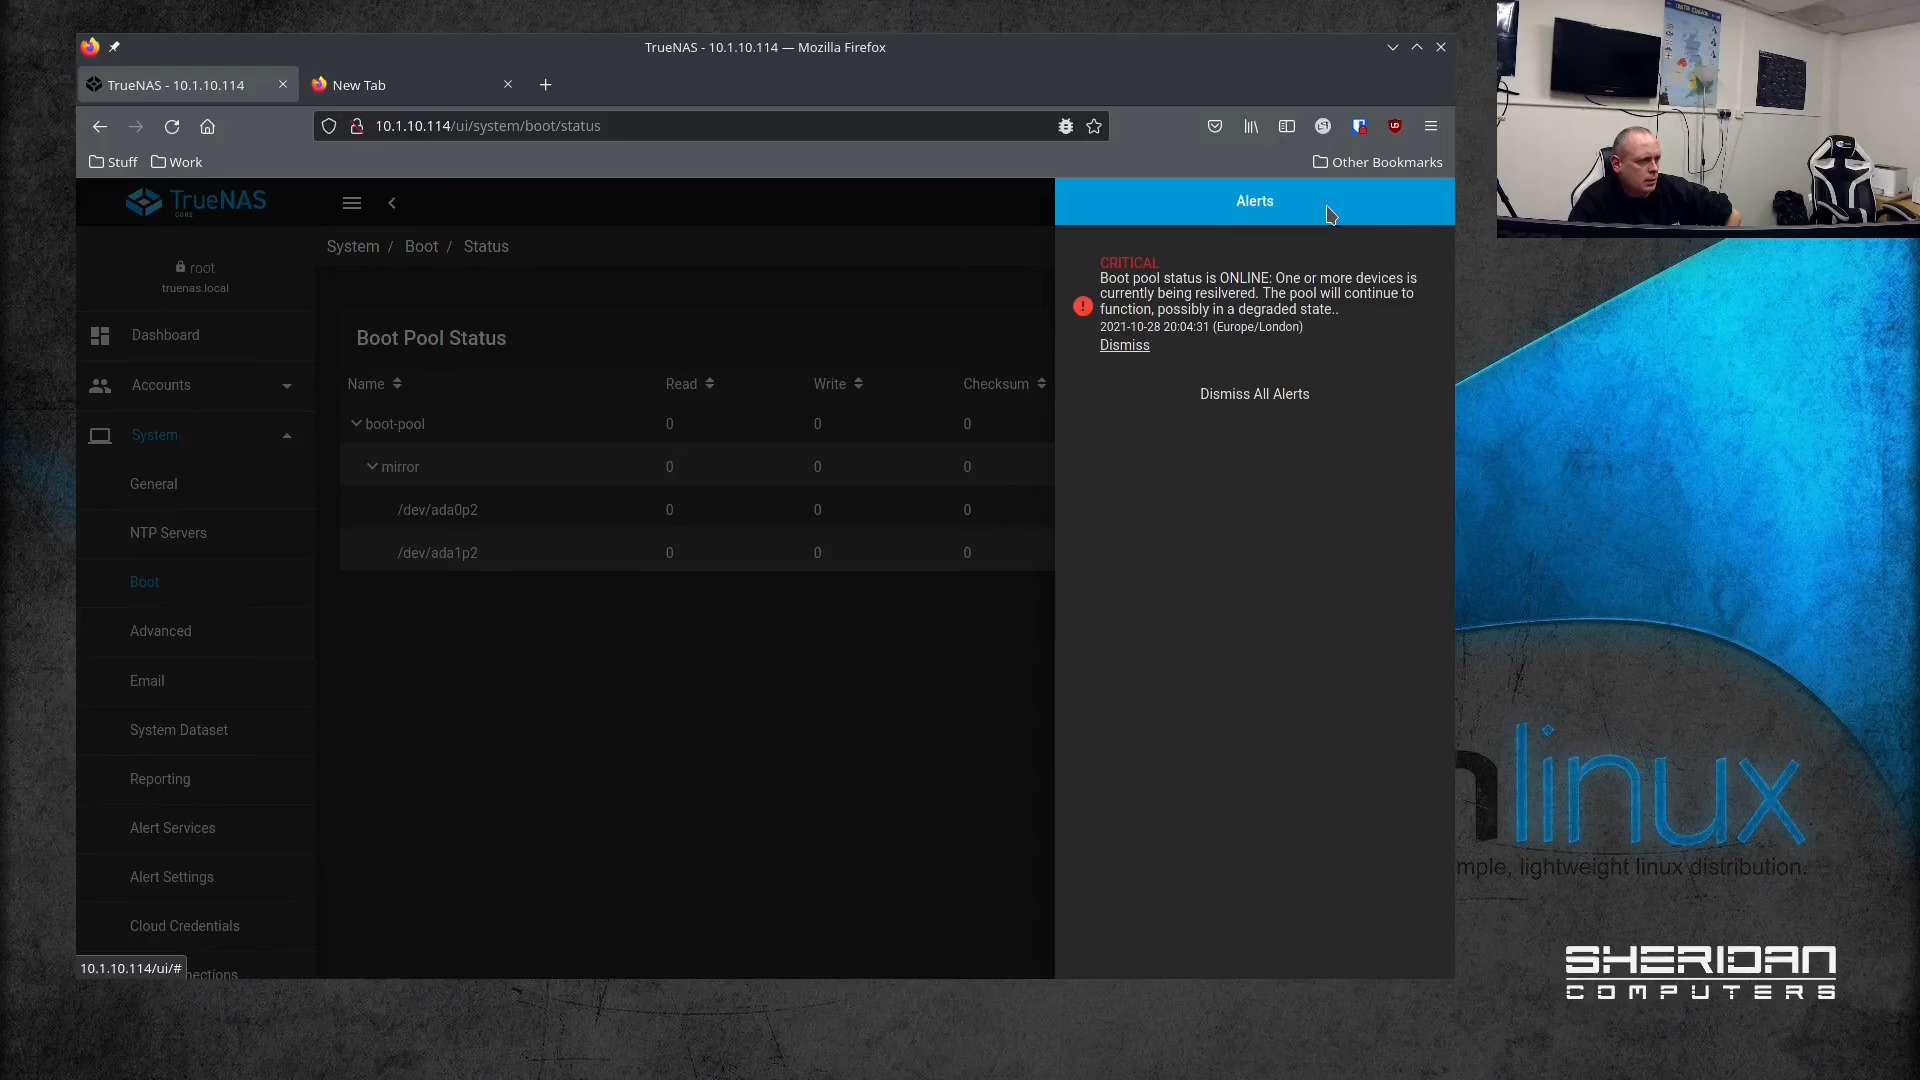 TrueNAS - 10.1.10.114 — Mozilla Firefox
TrueNAS - 10.1.10.114
New Tab
10.1.10.114/ui/system/boot/status
Stuff
Work
Other Bookmarks
TrueNAS
CORE
Alerts
System / Boot / Status
root
truenas.local
CRITICAL
Boot pool status is ONLINE: One or more devices is
currently being resilvered. The pool will continue to
function, possibly in a degraded state..
2021-10-28 20:04:31 (Europe/London)
Dismiss
Dismiss All Alerts
Dashboard
Accounts
System
General
NTP Servers
Boot
Advanced
Email
System Dataset
Reporting
Alert Services
Alert Settings
Cloud Credentials
nections
10.1.10.114/ui/#
Boot Pool Status
Name Read Write Checksum
boot-pool 0 0 0
mirror 0 0 0
/dev/ada0p2 0 0 0
/dev/ada1p2 0 0 0
linux
mple, lightweight linux distribution.
SHERIDAN
COMPUTERS